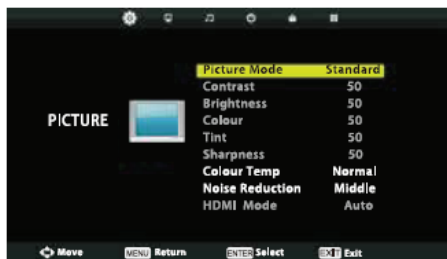 Picture Mode Standard
Contrast 50
Brightness 50
PICTURE
Colour 50
Tint 50
Sharpness 50
Colour Temp Normal
Noise Reduction Middle
HDMI Mode Auto
Move MENU Return ENTER Select EXIT Exit